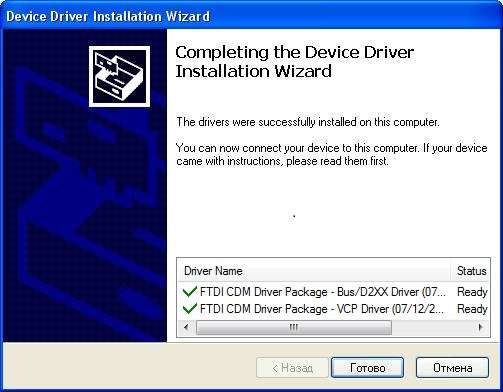 Device Driver Installation Wizard
Completing the Device Driver
Installation Wizard
The drivers were successfully installed on this computer.
You can now connect your device to this computer. If your device
came with instructions, please read them first.
Driver Name Status
FTDI CDM Driver Package - Bus/D2XX Driver (07... Ready
FTDI CDM Driver Package - VCP Driver (07/12/2... Ready
< Назад Готово Отмена